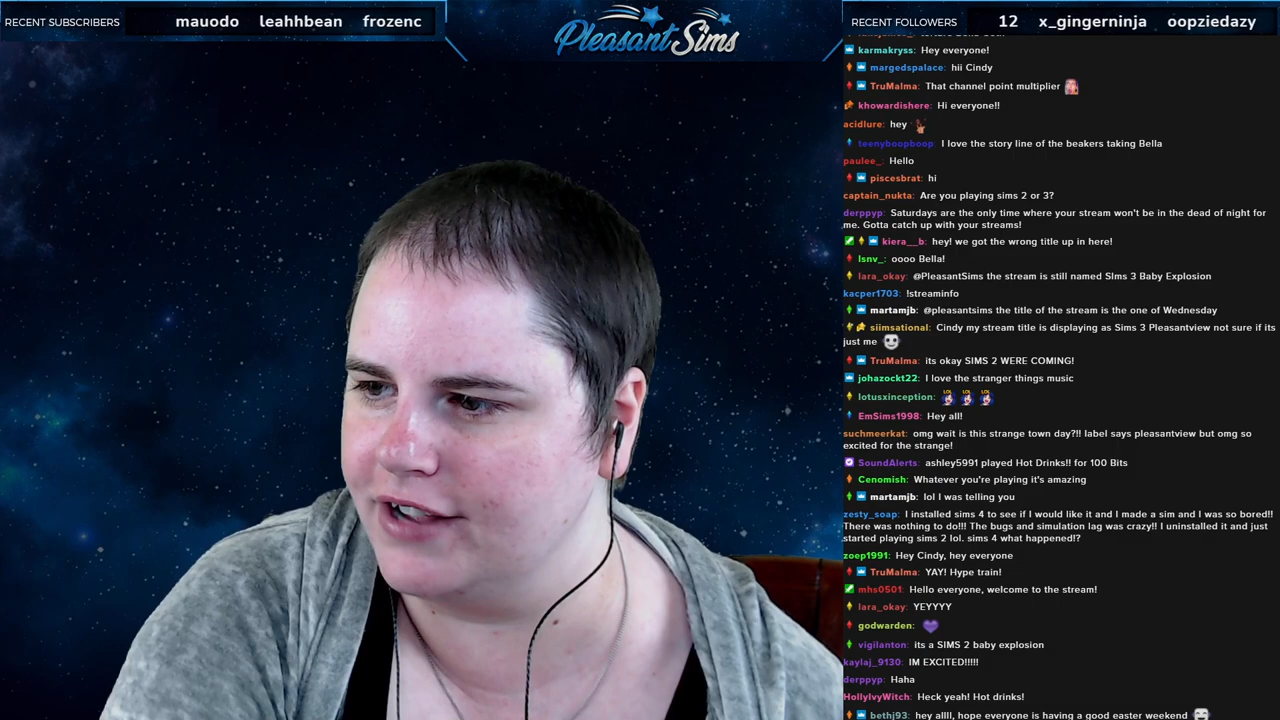 RECENT SUBSCRIBERS mauodo leahhbean frozenc
PleasantSims
RECENT FOLLOWERS 12 x_gingerninja oopziedazy
karmakryss: Hey everyone!
margedspalace: hii Cindy
TruMalma: That channel point multiplier
khowardishere: Hi everyone!!
acidlure: hey
teenyboopboop: I love the story line of the beakers taking Bella
paulee_: Hello
piscesbrat: hi
captain_nukta: Are you playing sims 2 or 3?
derppyp: Saturdays are the only time where your stream won't be in the dead of night for
me. Gotta catch up with your streams!
kiera__b: hey! we got the wrong title up in here!
lsnv_: oooo Bella!
lara_okay: @PleasantSims the stream is still named SIms 3 Baby Explosion
kacper1703: !streaminfo
martamjb: @pleasantsims the title of the stream is the one of Wednesday
siimsational: Cindy my stream title is displaying as Sims 3 Pleasantview not sure if its
just me
TruMalma: its okay SIMS 2 WERE COMING!
johazockt22: I love the stranger things music
lotusxinception: LOL LOL LOL
EmSims1998: Hey all!
suchmeerkat: omg wait is this strange town day?!! label says pleasantview but omg so
excited for the strange!
SoundAlerts: ashley5991 played Hot Drinks!! for 100 Bits
Cenomish: Whatever you're playing it's amazing
martamjb: lol I was telling you
zesty_soap: I installed sims 4 to see if I would like it and I made a sim and I was so bored!!
There was nothing to do!!! The bugs and simulation lag was crazy!! I uninstalled it and just
started playing sims 2 lol. sims 4 what happened!?
zoep1991: Hey Cindy, hey everyone
TruMalma: YAY! Hype train!
mhs0501: Hello everyone, welcome to the stream!
lara_okay: YEYYYY
godwarden:
vigilanton: its a SIMS 2 baby explosion
kaylaj_9130: IM EXCITED!!!!!
derppyp: Haha
HollyIvyWitch: Heck yeah! Hot drinks!
bethj93: hey allll, hope everyone is having a good easter weekend